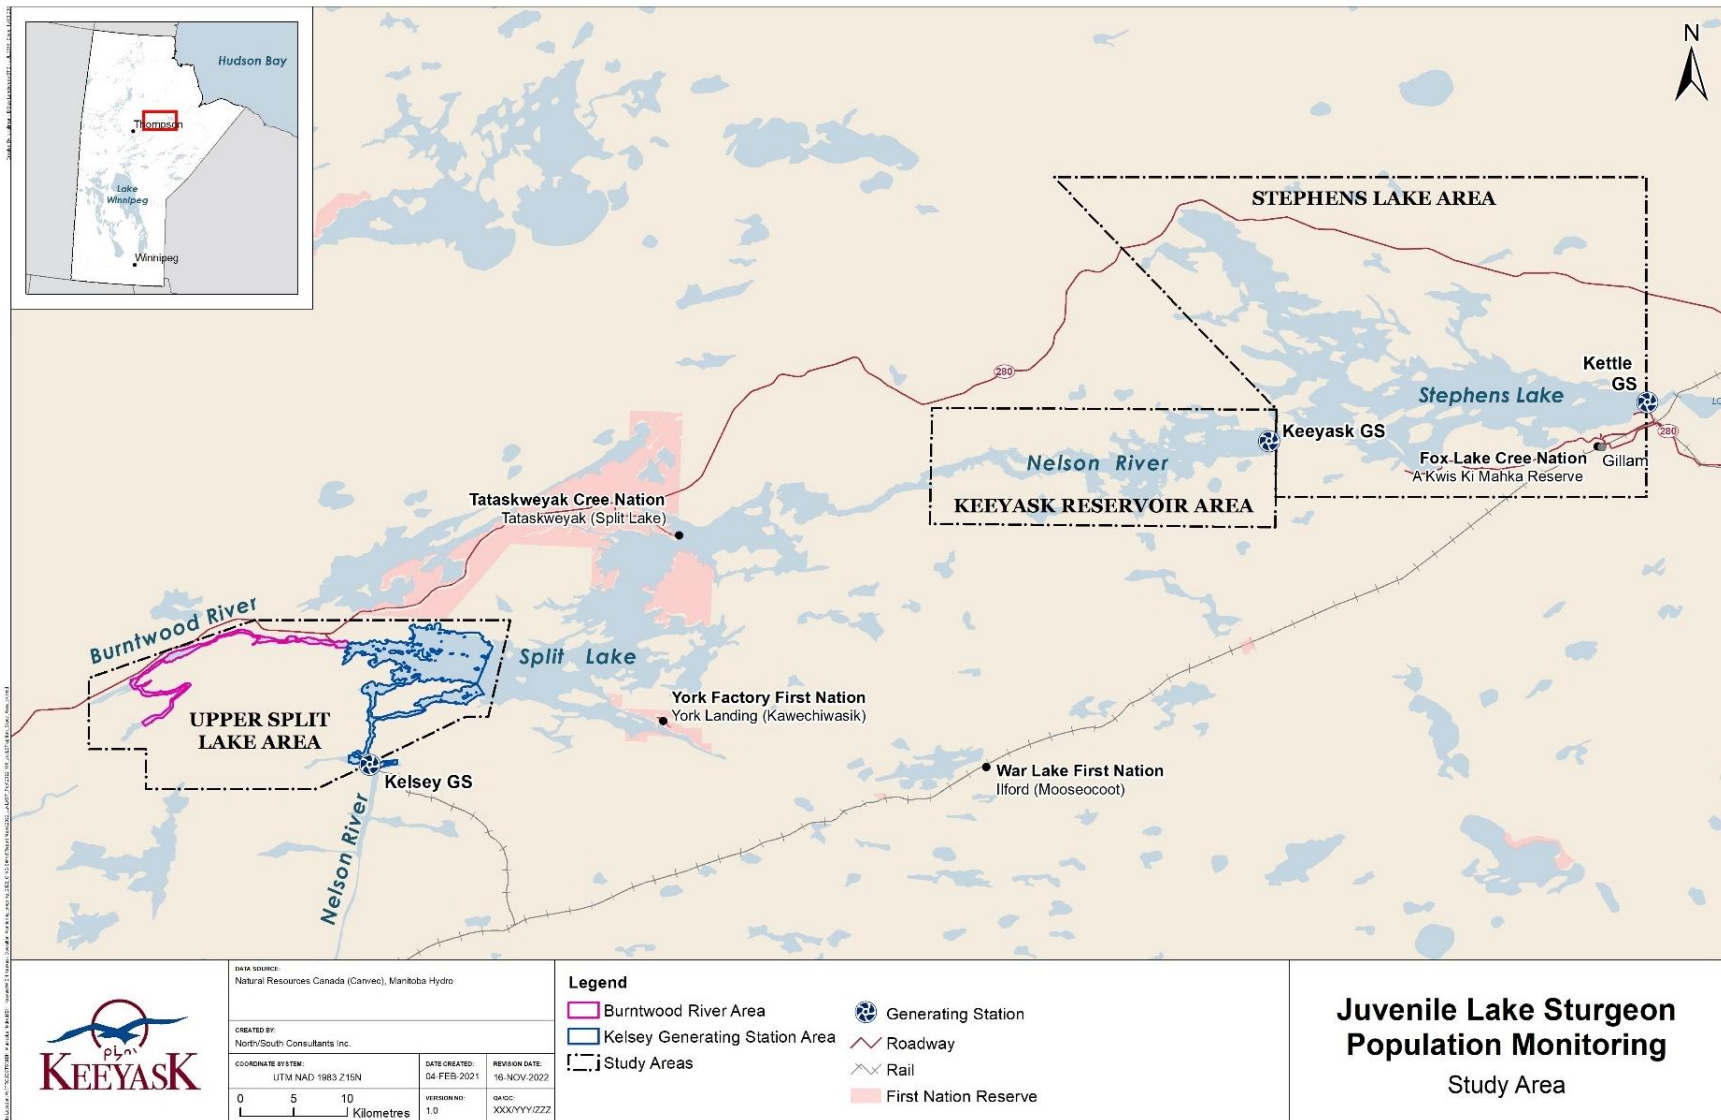 Hudson Bay
Thompson
Lake
Winnipeg
Winnipeg
N
STEPHENS LAKE AREA
280
Kettle
GS
Stephens Lake
Keeyask GS
280
Nelson River
Fox Lake Cree Nation
Gillam
A Kwis Ki Mahka Reserve
KEEYASK RESERVOIR AREA
Tataskweyak Cree Nation
Tataskweyak (Split Lake)
Burntwood River
Split Lake
York Factory First Nation
York Landing (Kawechiwasik)
UPPER SPLIT
LAKE AREA
Kelsey GS
War Lake First Nation
Ilford (Mooseocoot)
Nelson River
KEEYASK
DATA SOURCE:
Natural Resources Canada (Canvec), Manitoba Hydro
CREATED BY:
North/South Consultants Inc.
COORDINATE SYSTEM:
UTM NAD 1983 Z15N
DATE CREATED:
04-FEB-2021
REVISION DATE:
16-NOV-2022
0 5 10
Kilometres
VERSION NO:
1.0
QA/QC:
XXX/YYY/ZZZ
Legend
Burntwood River Area
Kelsey Generating Station Area
Study Areas
Generating Station
Roadway
Rail
First Nation Reserve
Juvenile Lake Sturgeon
Population Monitoring
Study Area